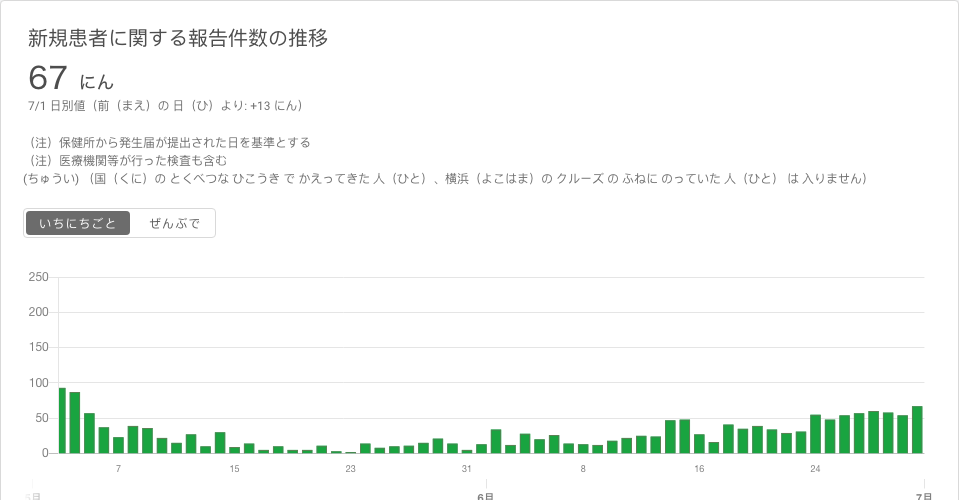 新規患者に関する報告件数の推移
67 にん
7/1 日別値（前（まえ）の 日（ひ）より: +13 にん）
（注）保健所から発生届が提出された日を基準とする
（注）医療機関等が行った検査も含む
(ちゅうい) （国（くに）の とくべつな ひこうき で かえってきた 人（ひと）、横浜（よこはま）の クルーズ の ふねに のっていた 人（ひと） は 入りません）
いちにちごと ぜんぶで
250
200
150
100
50
0
7 15 23 31 8 16 24
5月 6月 7月